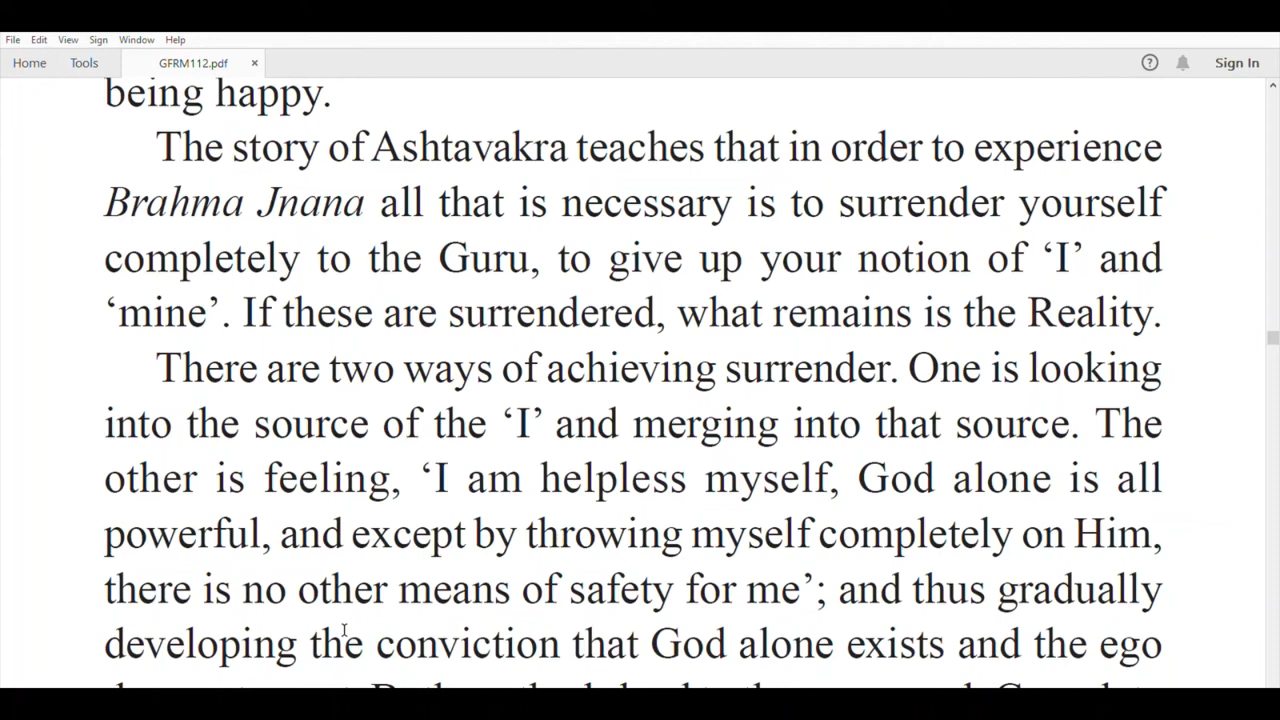 File Edit View Sign Window Help
Home Tools GFRM112.pdf × ? Sign In
being happy.
The story of Ashtavakra teaches that in order to experience
Brahma Jnana all that is necessary is to surrender yourself
completely to the Guru, to give up your notion of ‘I’ and
‘mine’. If these are surrendered, what remains is the Reality.
There are two ways of achieving surrender. One is looking
into the source of the ‘I’ and merging into that source. The
other is feeling, ‘I am helpless myself, God alone is all
powerful, and except by throwing myself completely on Him,
there is no other means of safety for me’; and thus gradually
developing the conviction that God alone exists and the ego